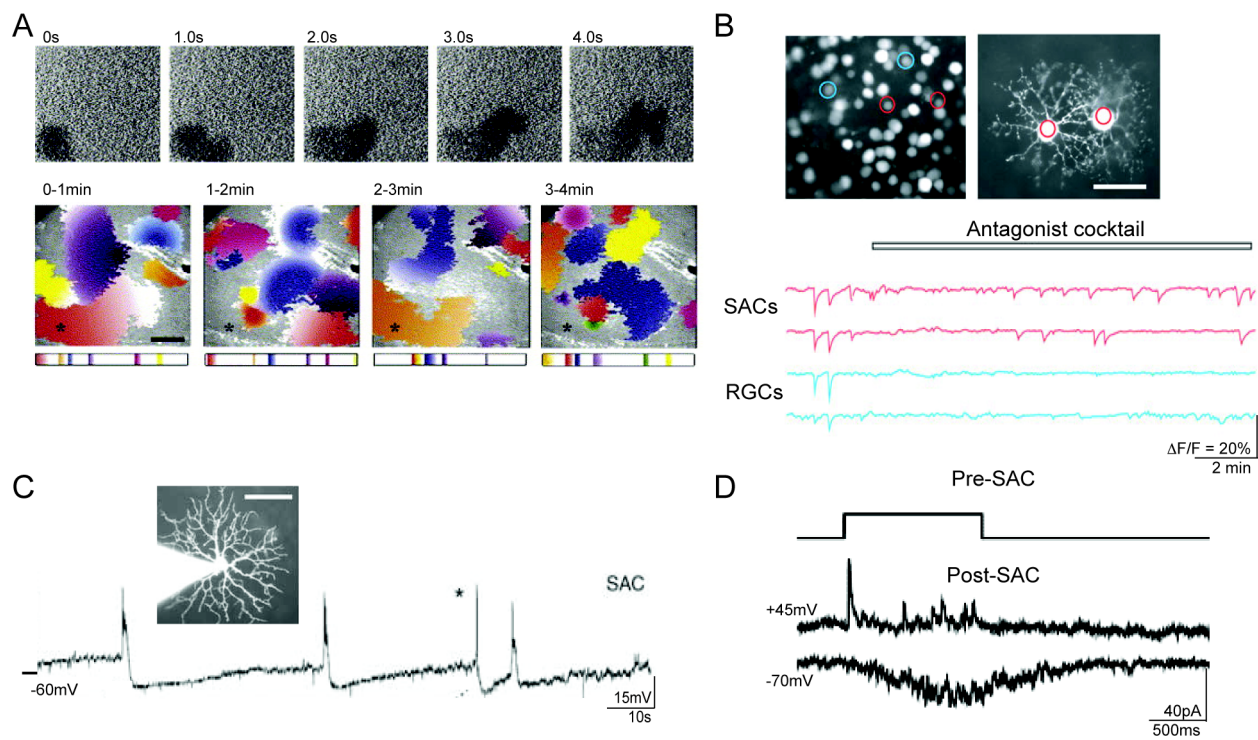 A
0s 1.0s 2.0s 3.0s 4.0s
0-1min 1-2min 2-3min 3-4min
* * * *
B
Antagonist cocktail
SACs
RGCs
ΔF/F = 20%
2 min
C
SAC
*
-60mV
15mV
10s
D
Pre-SAC
Post-SAC
+45mV
-70mV
40pA
500ms